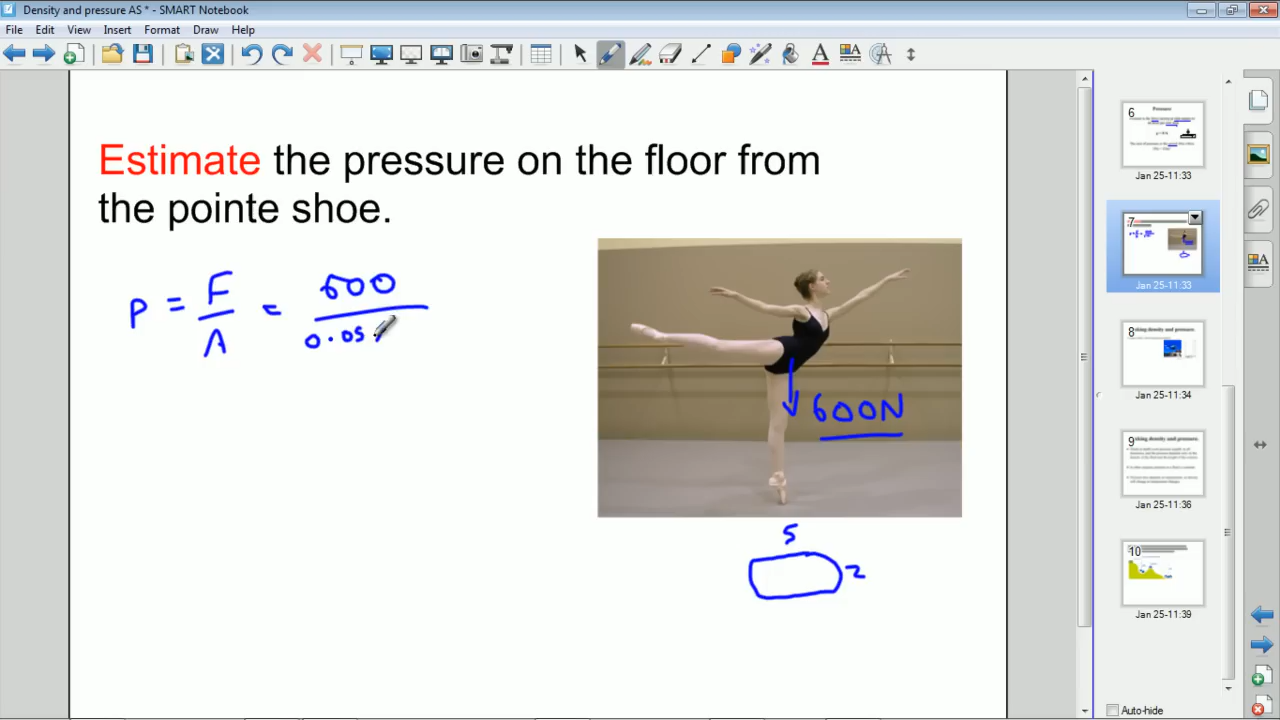 Density and pressure AS * - SMART Notebook
File Edit View Insert Format Draw Help
Estimate the pressure on the floor from
the pointe shoe.
P = F/A = 600/0.05
600N
5
2
6
Pressure
Jan 25-11:33
7
Jan 25-11:33
8
Jan 25-11:34
9
Jan 25-11:36
10
Jan 25-11:39
Auto-hide